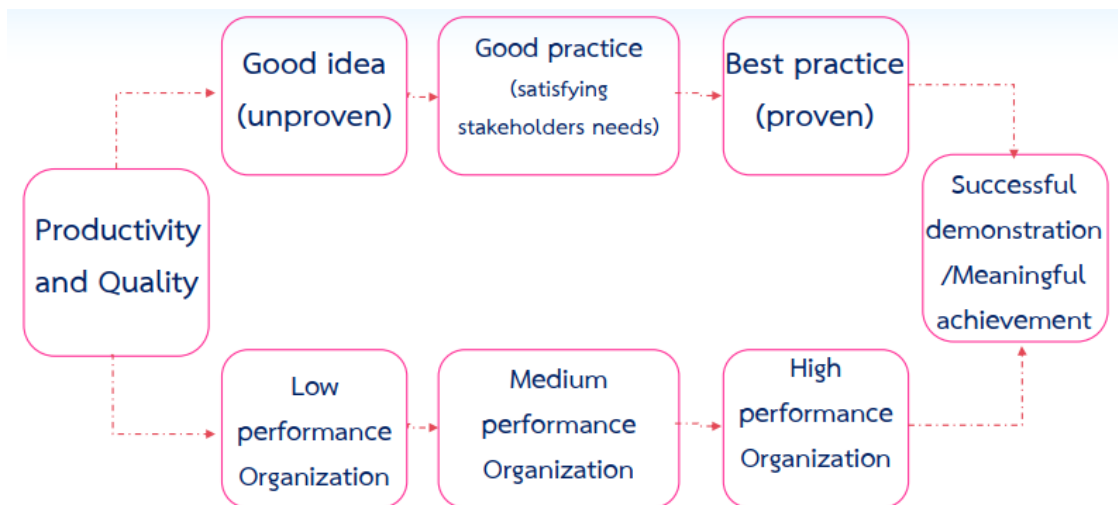 Good idea
(unproven)
Good practice
(satisfying
stakeholders needs)
Best practice
(proven)
Productivity
and Quality
Successful
demonstration
/Meaningful
achievement
Low
performance
Organization
Medium
performance
Organization
High
performance
Organization